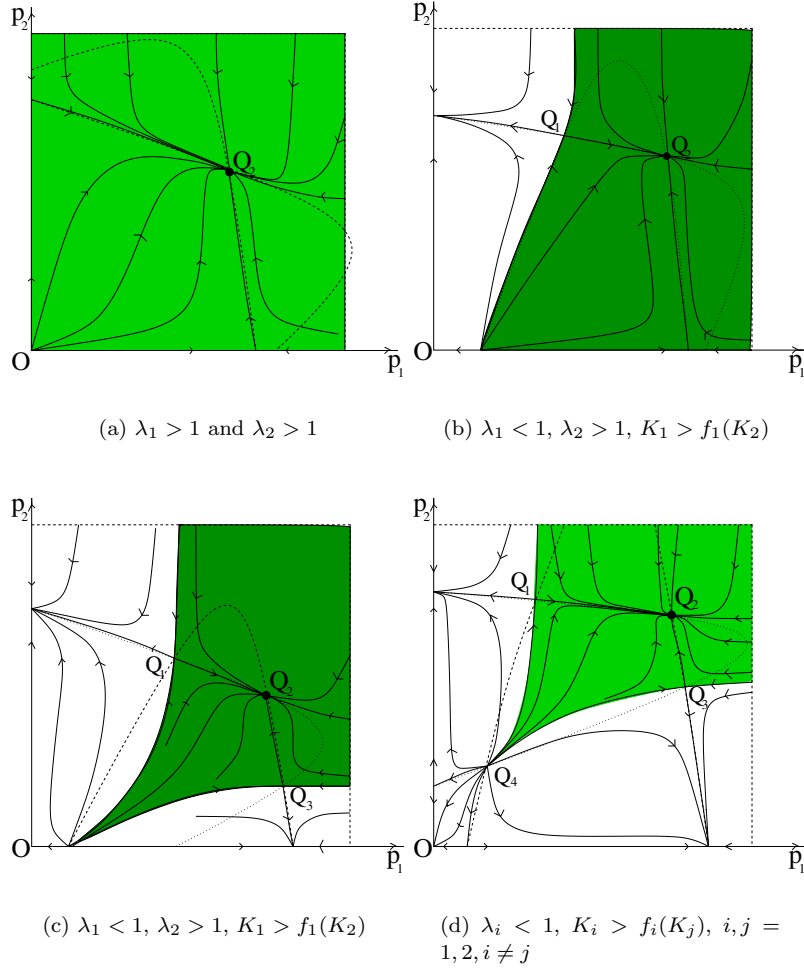 p₂
Q₂
O
p₁
(a) λ₁ > 1 and λ₂ > 1
p₂
Q₁
Q₂
O
p₁
(b) λ₁ < 1, λ₂ > 1, K₁ > f₁(K₂)
p₂
Q₁
Q₂
Q₃
O
p₁
(c) λ₁ < 1, λ₂ > 1, K₁ > f₁(K₂)
p₂
Q₁
Q₂
Q₃
Q₄
O
p₁
(d) λᵢ < 1, Kᵢ > fᵢ(Kⱼ), i, j =
1, 2, i ≠ j